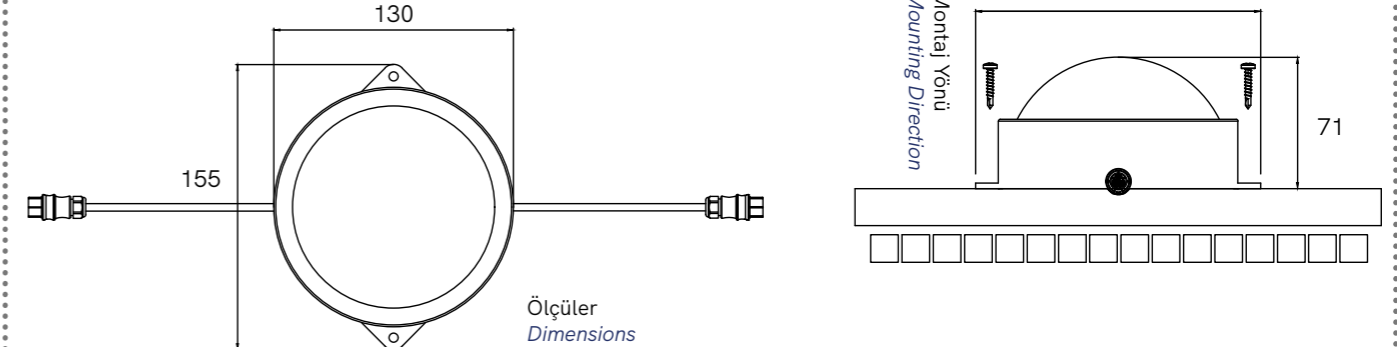 130
155
Ölçüler
Dimensions
Montaj Yönü
Mounting Direction
71